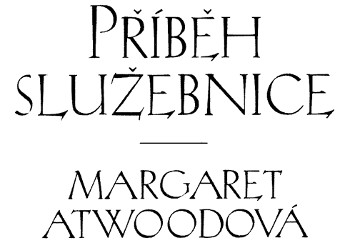 PŘÍBĚH
SLUŽEBNICE
MARGARET
ATWOODOVÁ